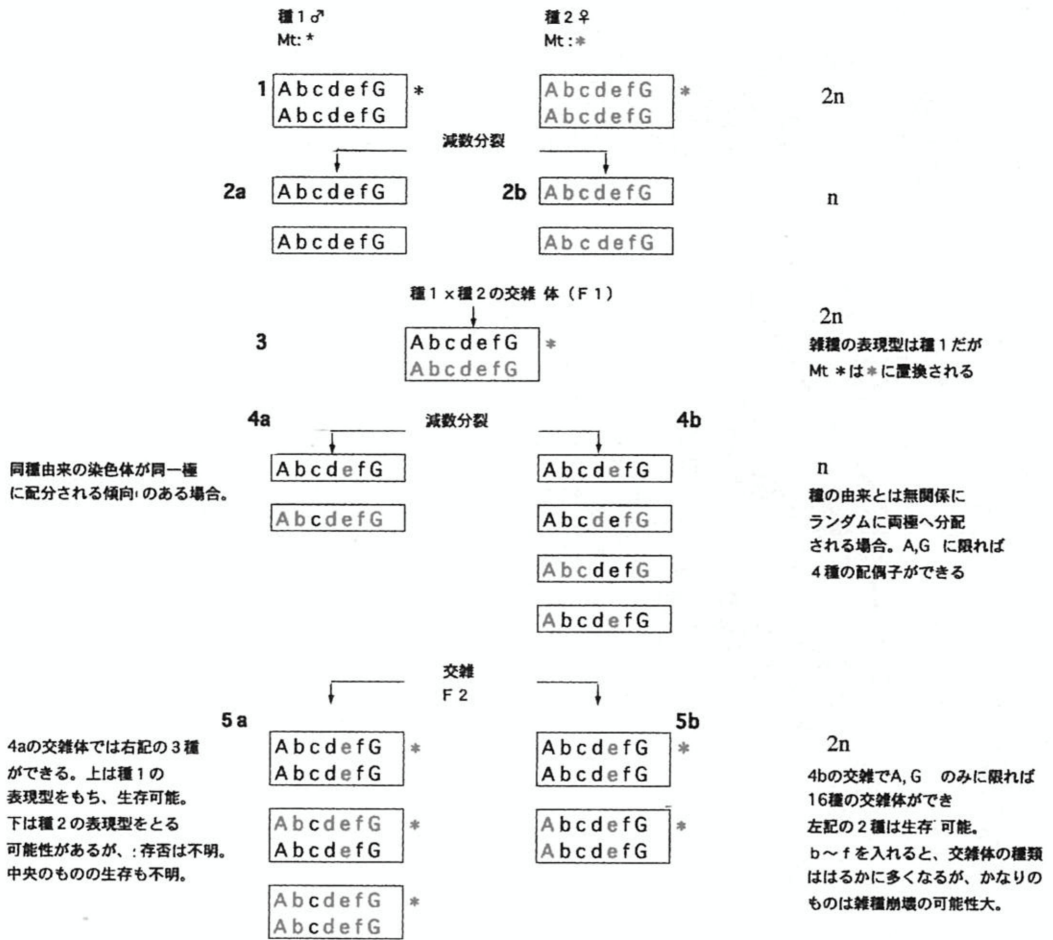 種1♂
種2♀
Mt: *
Mt :*
1
AbcdefG *
AbcdefG
AbcdefG *
AbcdefG
2n
減数分裂
2a
AbcdefG
AbcdefG
2b
AbcdefG
AbcdefG
n
種1×種2の交雑 体(F1)
3
AbcdefG *
AbcdefG
2n
雑種の表現型は種1だが
Mt *は*に置換される
4a
減数分裂
4b
同種由来の染色体が同一極
に配分される傾向のある場合。
AbcdefG
AbcdefG
AbcdefG
AbcdefG
AbcdefG
AbcdefG
n
種の由来とは無関係に
ランダムに両極へ分配
される場合。A,G に限れば
4種の配偶子ができる
交雑
F2
5a
5b
4aの交雑体では右記の3種
ができる。上は種1の
表現型をもち、生存可能。
下は種2の表現型をとる
可能性があるが、:存否は不明。
中央のものの生存も不明。
AbcdefG *
AbcdefG
AbcdefG *
AbcdefG
AbcdefG *
AbcdefG
AbcdefG *
AbcdefG
AbcdefG *
AbcdefG
2n
4bの交雑でA, G のみに限れば
16種の交雑体ができ
左記の2種は生存 可能。
b~fを入れると、交雑体の種類
ははるかに多くなるが、かなりの
ものは雑種崩壊の可能性大。